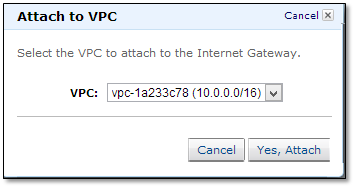 Attach to VPC Cancel
Select the VPC to attach to the Internet Gateway.
VPC: vpc-1a233c78 (10.0.0.0/16)
Cancel Yes, Attach